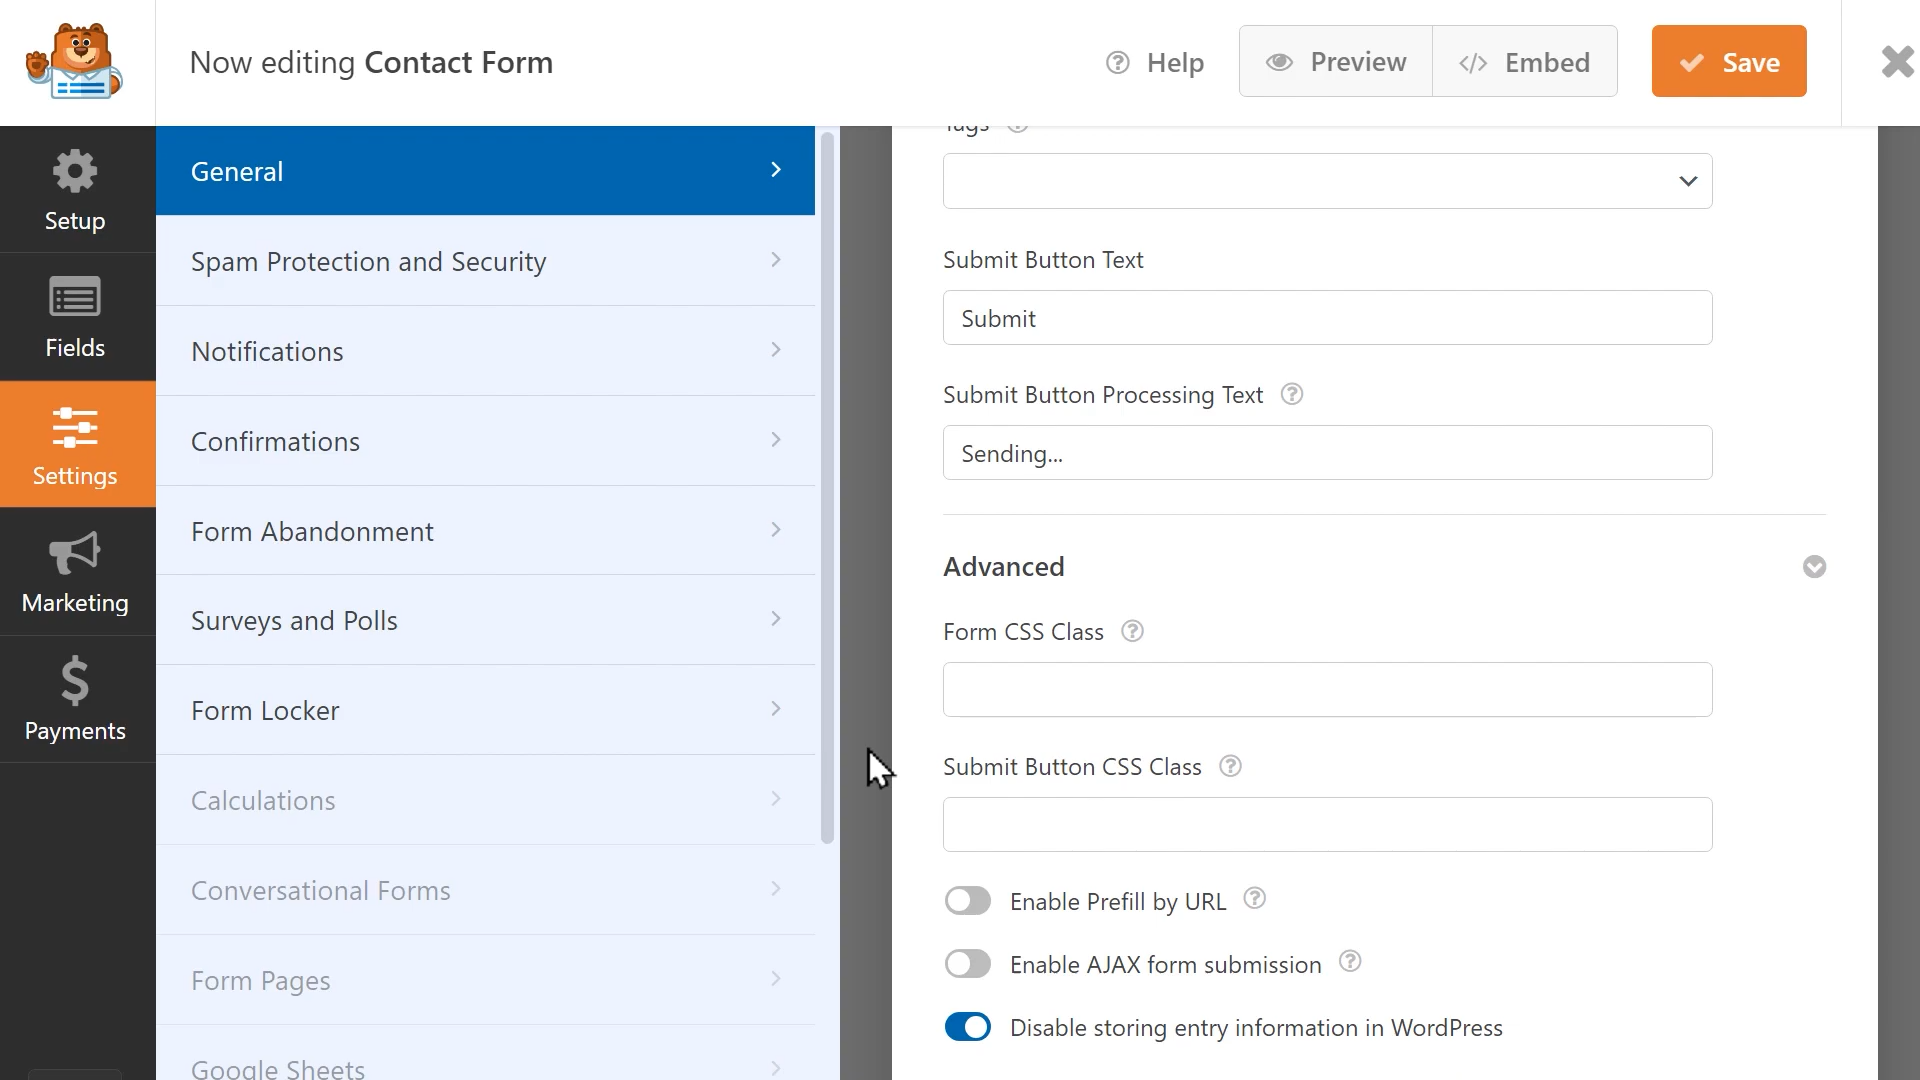 Now editing Contact Form
Help
Preview
Embed
Save
Setup
Fields
Settings
Marketing
Payments
General
Spam Protection and Security
Notifications
Confirmations
Form Abandonment
Surveys and Polls
Form Locker
Calculations
Conversational Forms
Form Pages
Google Sheets
Tags
Submit Button Text
Submit
Submit Button Processing Text
Sending...
Advanced
Form CSS Class
Submit Button CSS Class
Enable Prefill by URL
Enable AJAX form submission
Disable storing entry information in WordPress